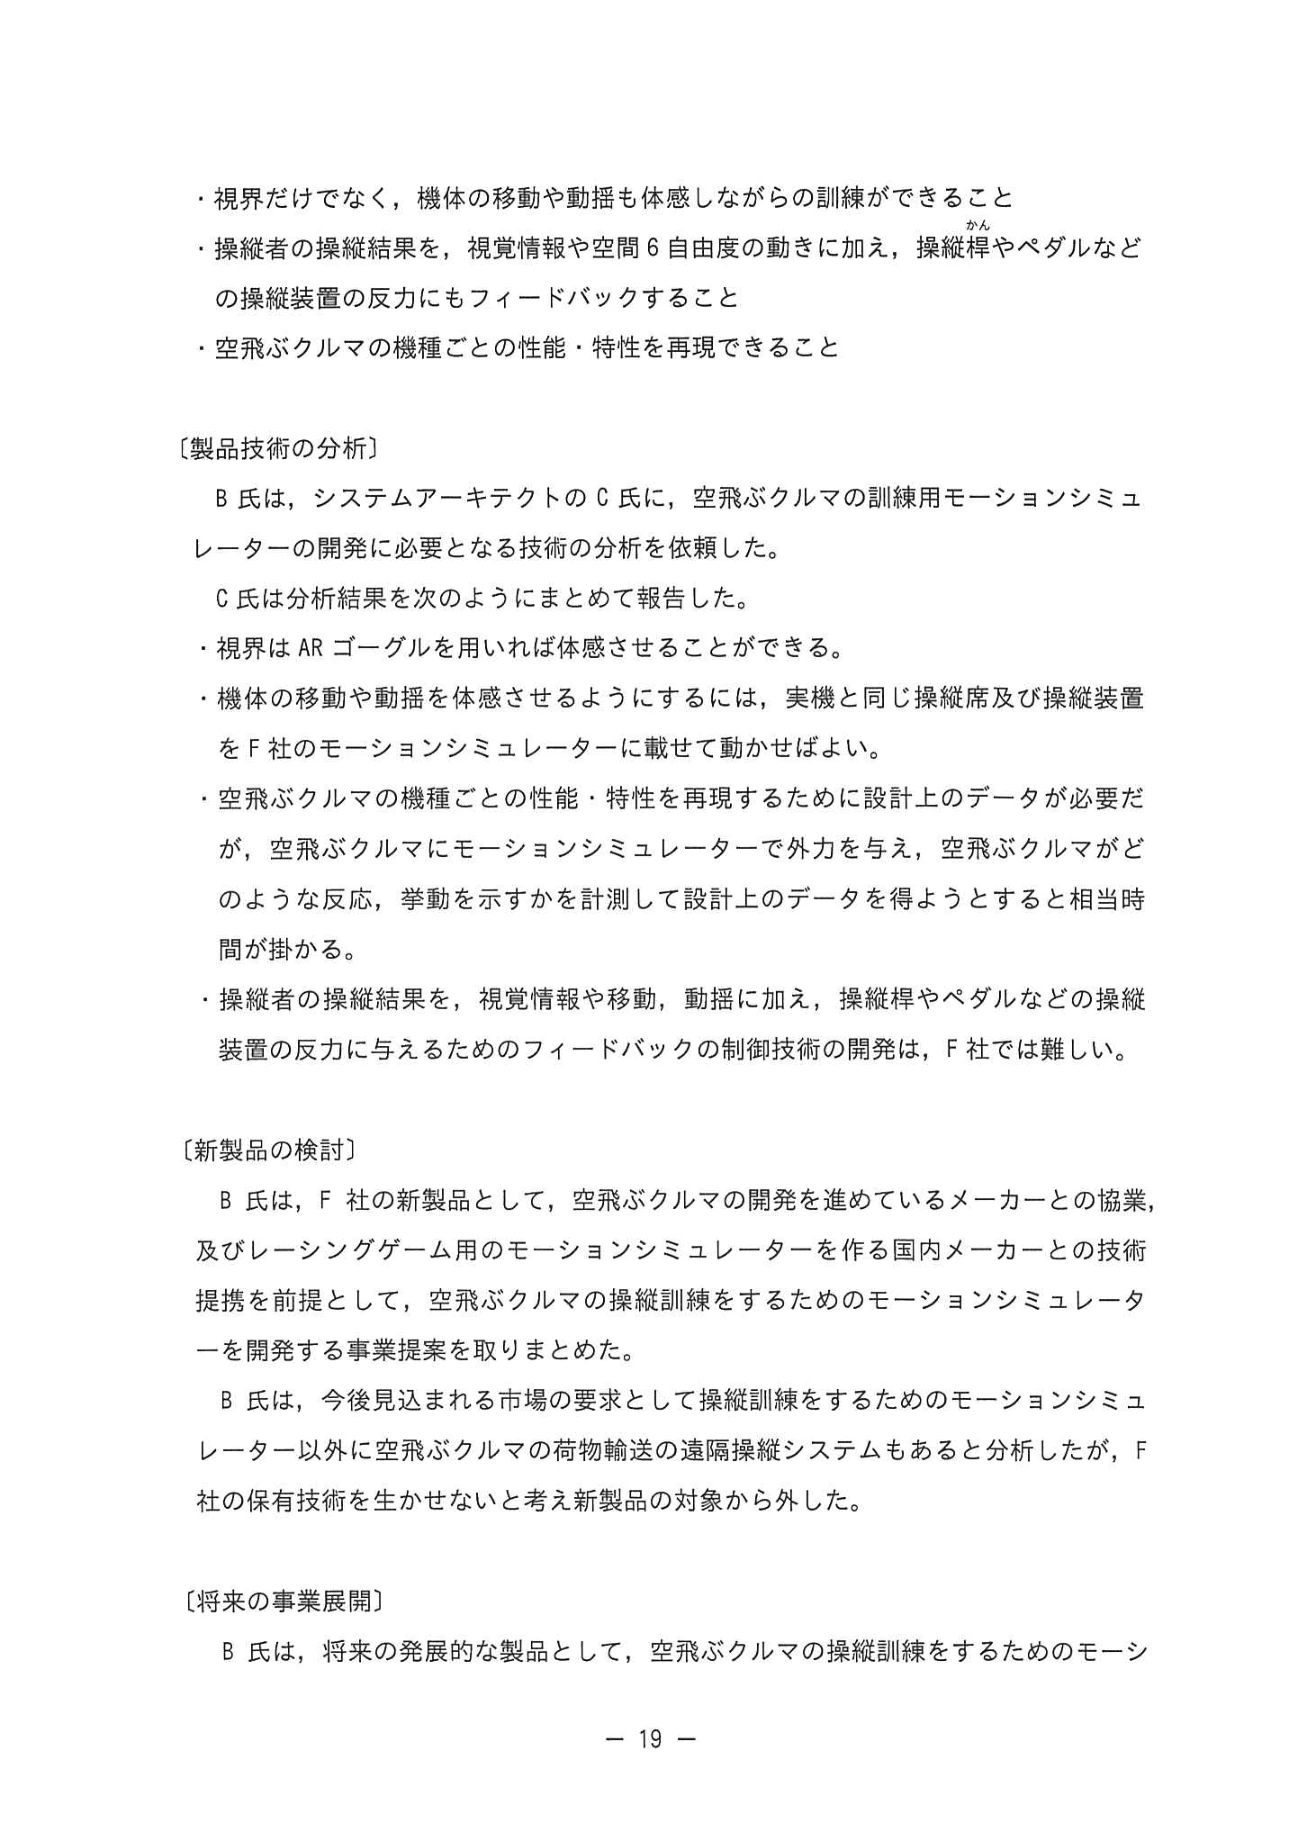 ・視界だけでなく，機体の移動や動揺も体感しながらの訓練ができること
かん
・操縦者の操縦結果を，視覚情報や空間 6 自由度の動きに加え，操縦桿やペダルなど
の操縦装置の反力にもフィードバックすること
・空飛ぶクルマの機種ごとの性能・特性を再現できること
〔製品技術の分析〕
B 氏は，システムアーキテクトの C 氏に，空飛ぶクルマの訓練用モーションシミュ
レーターの開発に必要となる技術の分析を依頼した。
C 氏は分析結果を次のようにまとめて報告した。
・視界は AR ゴーグルを用いれば体感させることができる。
・機体の移動や動揺を体感させるようにするには，実機と同じ操縦席及び操縦装置
を F 社のモーションシミュレーターに載せて動かせばよい。
・空飛ぶクルマの機種ごとの性能・特性を再現するために設計上のデータが必要だ
が，空飛ぶクルマにモーションシミュレーターで外力を与え，空飛ぶクルマがど
のような反応，挙動を示すかを計測して設計上のデータを得ようとすると相当時
間が掛かる。
・操縦者の操縦結果を，視覚情報や移動，動揺に加え，操縦桿やペダルなどの操縦
装置の反力に与えるためのフィードバックの制御技術の開発は，F 社では難しい。
〔新製品の検討〕
B 氏は，F 社の新製品として，空飛ぶクルマの開発を進めているメーカーとの協業，
及びレーシングゲーム用のモーションシミュレーターを作る国内メーカーとの技術
提携を前提として，空飛ぶクルマの操縦訓練をするためのモーションシミュレータ
ーを開発する事業提案を取りまとめた。
B 氏は，今後見込まれる市場の要求として操縦訓練をするためのモーションシミュ
レーター以外に空飛ぶクルマの荷物輸送の遠隔操縦システムもあると分析したが，F
社の保有技術を生かせないと考え新製品の対象から外した。
〔将来の事業展開〕
B 氏は，将来の発展的な製品として，空飛ぶクルマの操縦訓練をするためのモーシ
－ 19 －